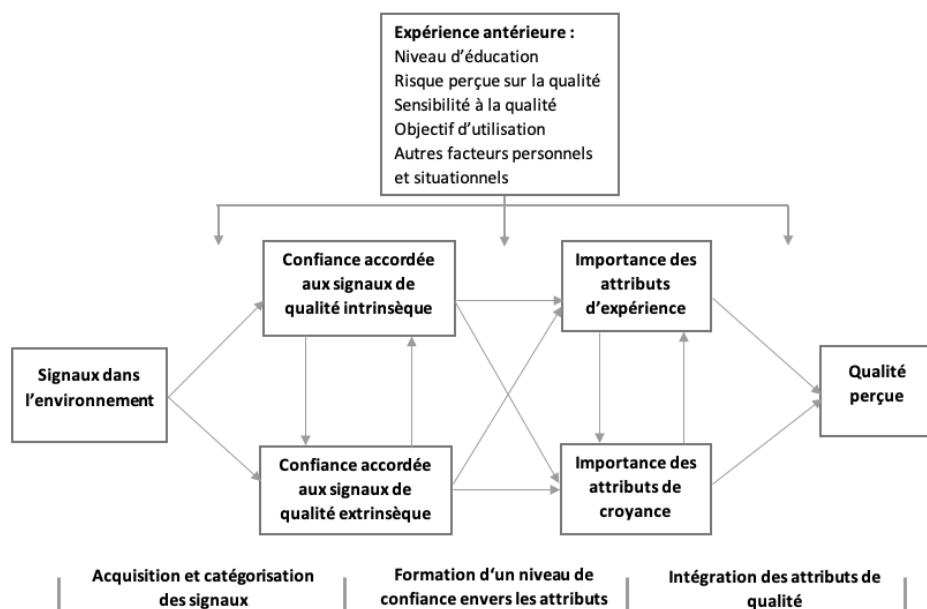 Expérience antérieure :
Niveau d’éducation
Risque perçue sur la qualité
Sensibilité à la qualité
Objectif d’utilisation
Autres facteurs personnels
et situationnels
Confiance accordée
aux signaux de
qualité intrinsèque
Importance des
attributs
d’expérience
Signaux dans
l’environnement
Qualité
perçue
Confiance accordée
aux signaux de
qualité extrinsèque
Importance des
attributs de
croyance
Acquisition et catégorisation
des signaux
Formation d‘un niveau de
confiance envers les attributs
Intégration des attributs de
qualité